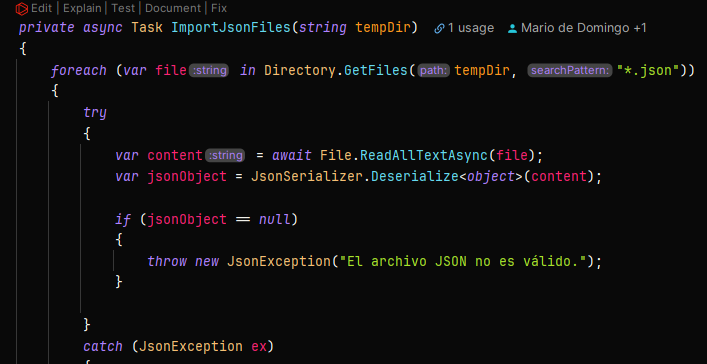 Edit | Explain | Test | Document | Fix
private async Task ImportJsonFiles(string tempDir) 1 usage Mario de Domingo +1
{
foreach (var file :string in Directory.GetFiles( path: tempDir, searchPattern: "*.json"))
{
try
{
var content :string = await File.ReadAllTextAsync(file);
var jsonObject = JsonSerializer.Deserialize<object>(content);
if (jsonObject == null)
{
throw new JsonException("El archivo JSON no es válido.");
}
}
catch (JsonException ex)
{